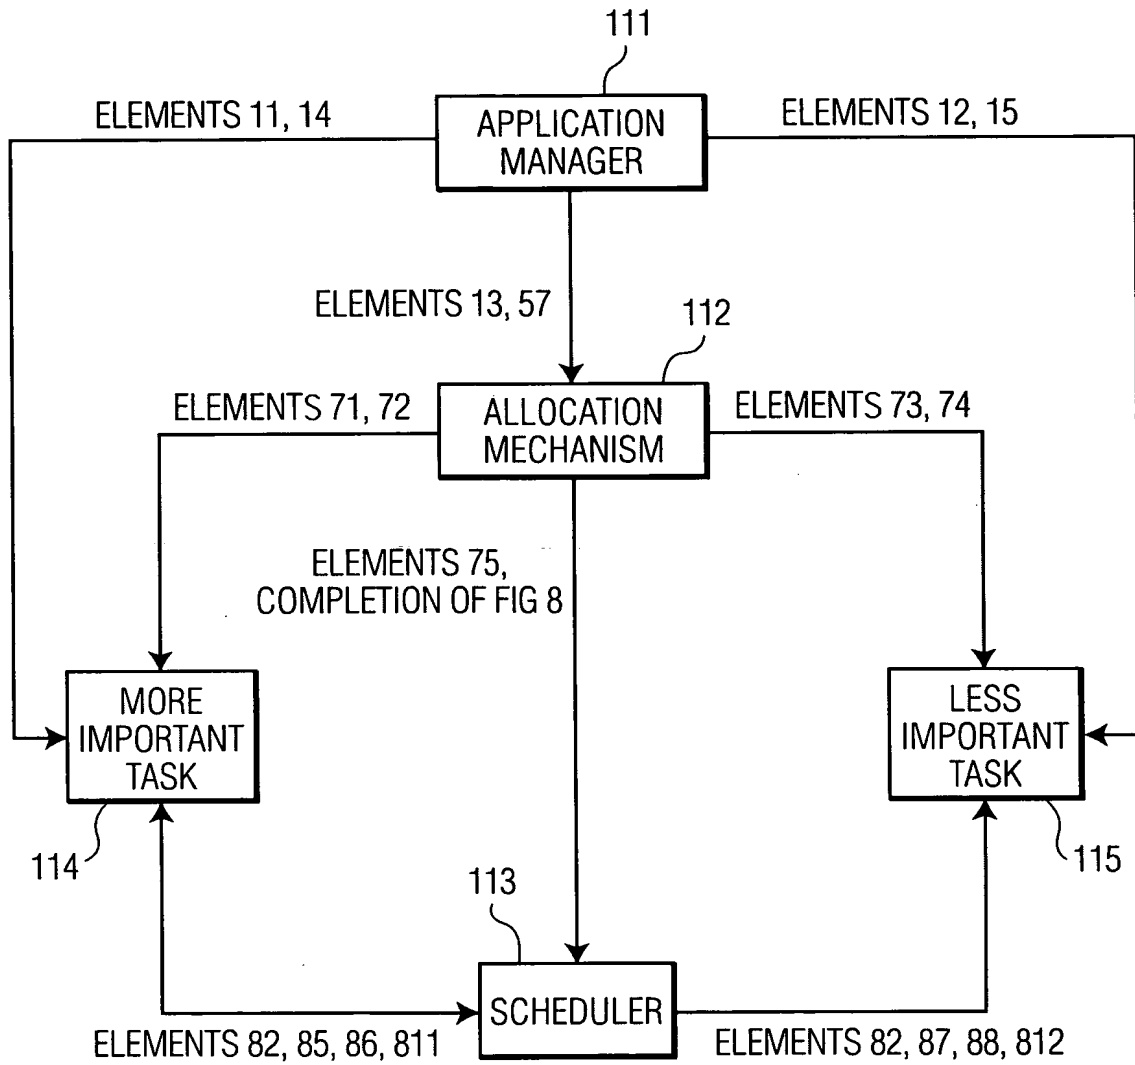 111
ELEMENTS 11, 14
APPLICATION
MANAGER
ELEMENTS 12, 15
ELEMENTS 13, 57
112
ELEMENTS 71, 72
ALLOCATION
MECHANISM
ELEMENTS 73, 74
ELEMENTS 75,
COMPLETION OF FIG 8
MORE
IMPORTANT
TASK
LESS
IMPORTANT
TASK
114
113
115
SCHEDULER
ELEMENTS 82, 85, 86, 811
ELEMENTS 82, 87, 88, 812